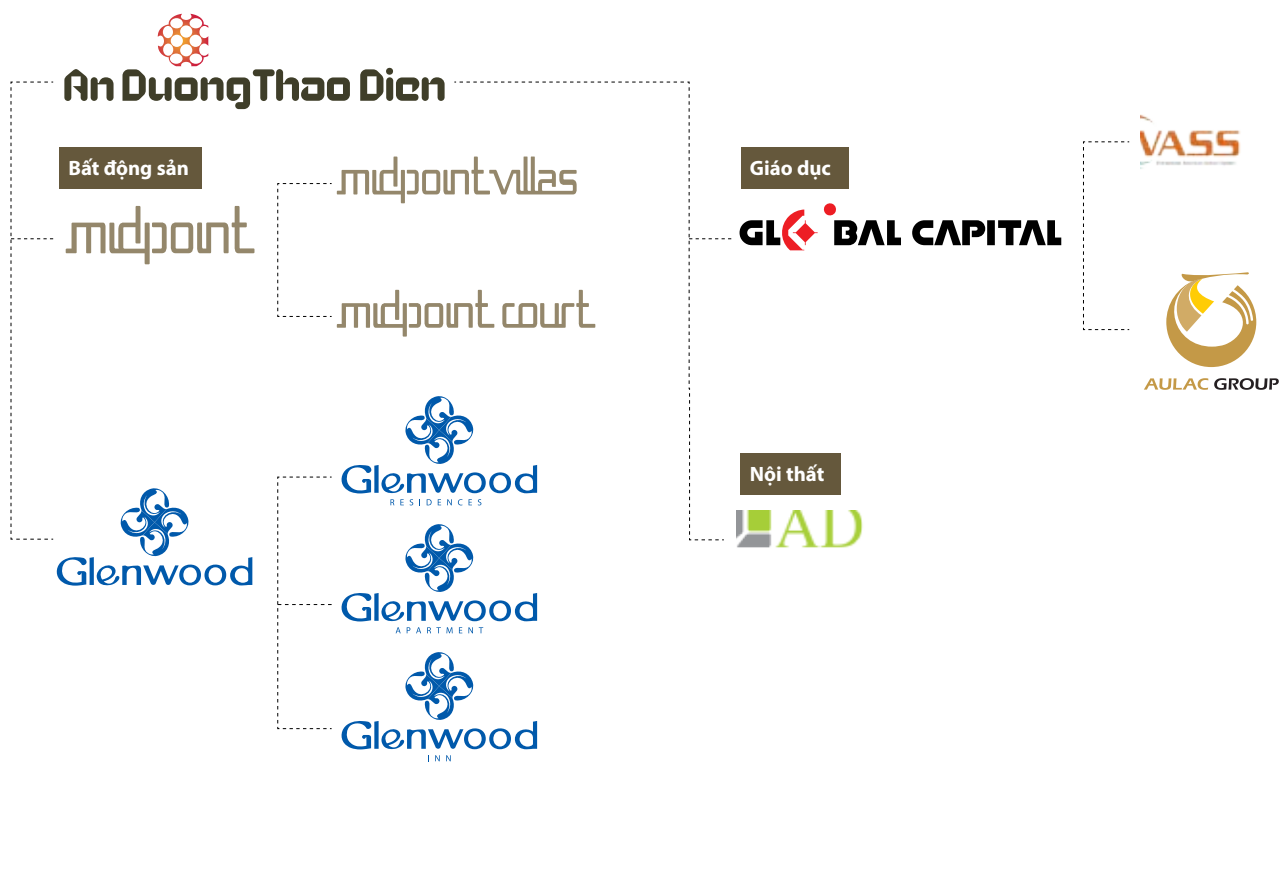 An Duong Thao Dien
Bất động sản
midpoint
midpoint villas
midpoint court
Glenwood
Glenwood
RESIDENCES
Glenwood
APARTMENT
Glenwood
INN
Giáo dục
GLOBAL CAPITAL
VASS
AULAC GROUP
Nội thất
AD